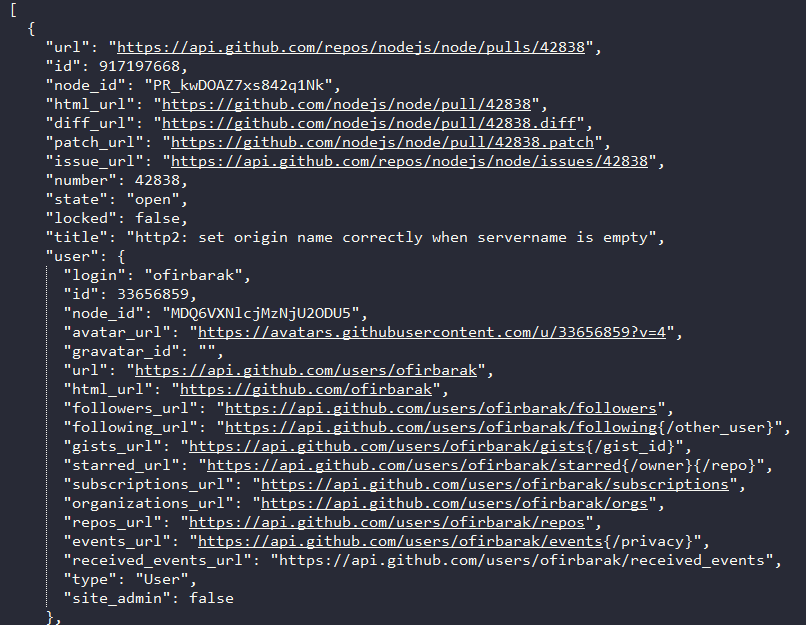 [
  {
    "url": "https://api.github.com/repos/nodejs/node/pulls/42838",
    "id": 917197668,
    "node_id": "PR_kwDOAZ7xs842q1Nk",
    "html_url": "https://github.com/nodejs/node/pull/42838",
    "diff_url": "https://github.com/nodejs/node/pull/42838.diff",
    "patch_url": "https://github.com/nodejs/node/pull/42838.patch",
    "issue_url": "https://api.github.com/repos/nodejs/node/issues/42838",
    "number": 42838,
    "state": "open",
    "locked": false,
    "title": "http2: set origin name correctly when servername is empty",
    "user": {
      "login": "ofirbarak",
      "id": 33656859,
      "node_id": "MDQ6VXNlcjMzNjU2ODU5",
      "avatar_url": "https://avatars.githubusercontent.com/u/33656859?v=4",
      "gravatar_id": "",
      "url": "https://api.github.com/users/ofirbarak",
      "html_url": "https://github.com/ofirbarak",
      "followers_url": "https://api.github.com/users/ofirbarak/followers",
      "following_url": "https://api.github.com/users/ofirbarak/following{/other_user}",
      "gists_url": "https://api.github.com/users/ofirbarak/gists{/gist_id}",
      "starred_url": "https://api.github.com/users/ofirbarak/starred{/owner}{/repo}",
      "subscriptions_url": "https://api.github.com/users/ofirbarak/subscriptions",
      "organizations_url": "https://api.github.com/users/ofirbarak/orgs",
      "repos_url": "https://api.github.com/users/ofirbarak/repos",
      "events_url": "https://api.github.com/users/ofirbarak/events{/privacy}",
      "received_events_url": "https://api.github.com/users/ofirbarak/received_events",
      "type": "User",
      "site_admin": false
    },